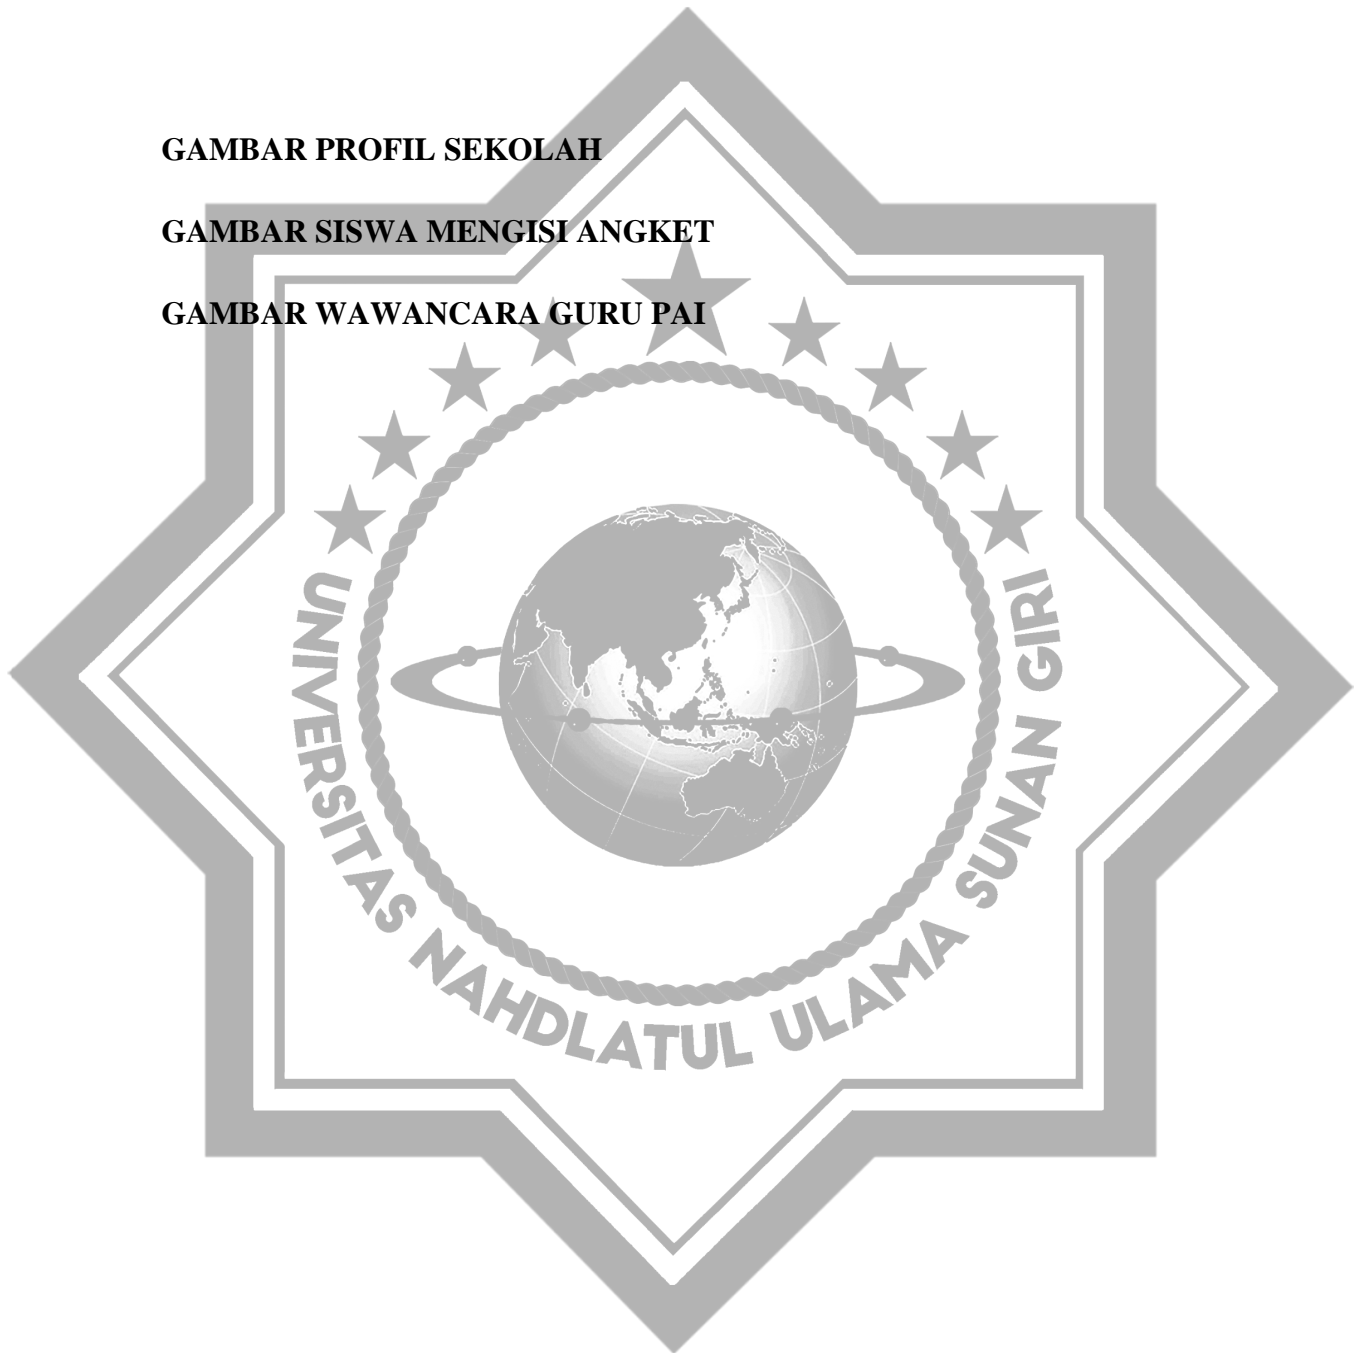 GAMBAR PROFIL SEKOLAH
GAMBAR SISWA MENGISI ANGKET
GAMBAR WAWANCARA GURU PAI
UNIVERSITAS NAHDLATUL ULAMA SUNAN GIRI